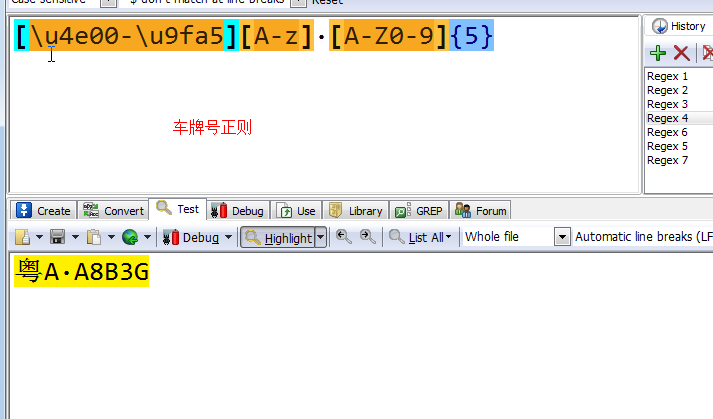 Case sensitive
$ don't match at line breaks
Reset
[\u4e00-\u9fa5][A-z]·[A-Z0-9]{5}
车牌号正则
History
Regex 1
Regex 2
Regex 3
Regex 4
Regex 6
Regex 5
Regex 7
Create Convert Test Debug Use Library GREP Forum
Debug Highlight List All Whole file Automatic line breaks (LF
粤A·A8B3G